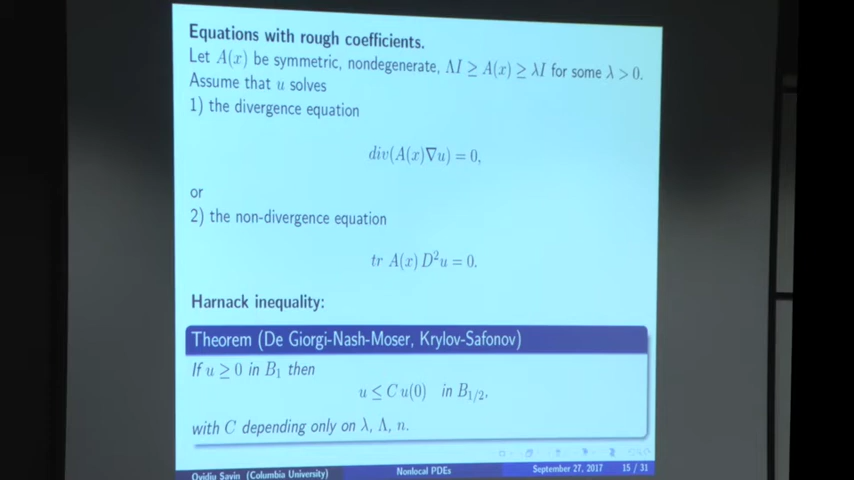 Equations with rough coefficients.
Let A(x) be symmetric, nondegenerate, ΛI ≥ A(x) ≥ λI for some λ > 0.
Assume that u solves
1) the divergence equation
div(A(x)∇u) = 0,
or
2) the non-divergence equation
tr A(x) D²u = 0.
Harnack inequality:
Theorem (De Giorgi-Nash-Moser, Krylov-Safonov)
If u ≥ 0 in B₁ then
u ≤ C u(0) in B₁/₂,
with C depending only on λ, Λ, n.
Ovidiu Savin (Columbia University) Nonlocal PDEs September 27, 2017 15 / 31